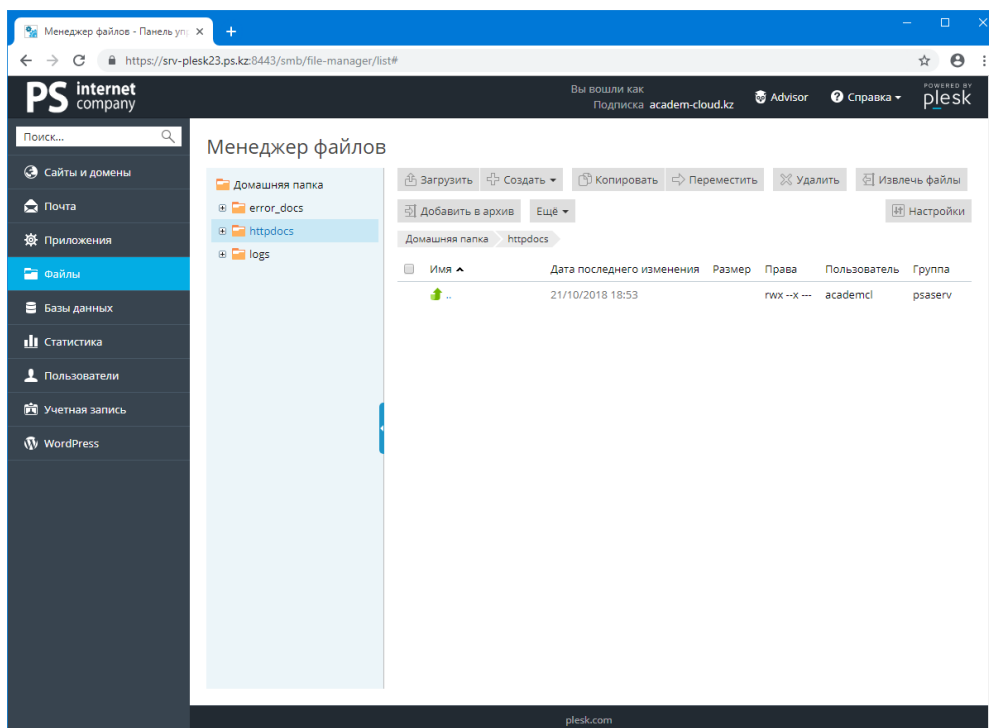 Менеджер файлов - Панель упр
https://srv-plesk23.ps.kz:8443/smb/file-manager/list#
PS internet company
Вы вошли как
Подписка academ-cloud.kz
Advisor
Справка
POWERED BY
plesk
Поиск...
Сайты и домены
Почта
Приложения
Файлы
Базы данных
Статистика
Пользователи
Учетная запись
WordPress
Менеджер файлов
Домашняя папка
error_docs
httpdocs
logs
Загрузить Создать Копировать Переместить Удалить Извлечь файлы
Добавить в архив Ещё Настройки
Домашняя папка httpdocs
Имя Дата последнего изменения Размер Права Пользователь Группа
.. 21/10/2018 18:53 rwx --x --- academcl psaserv
plesk.com